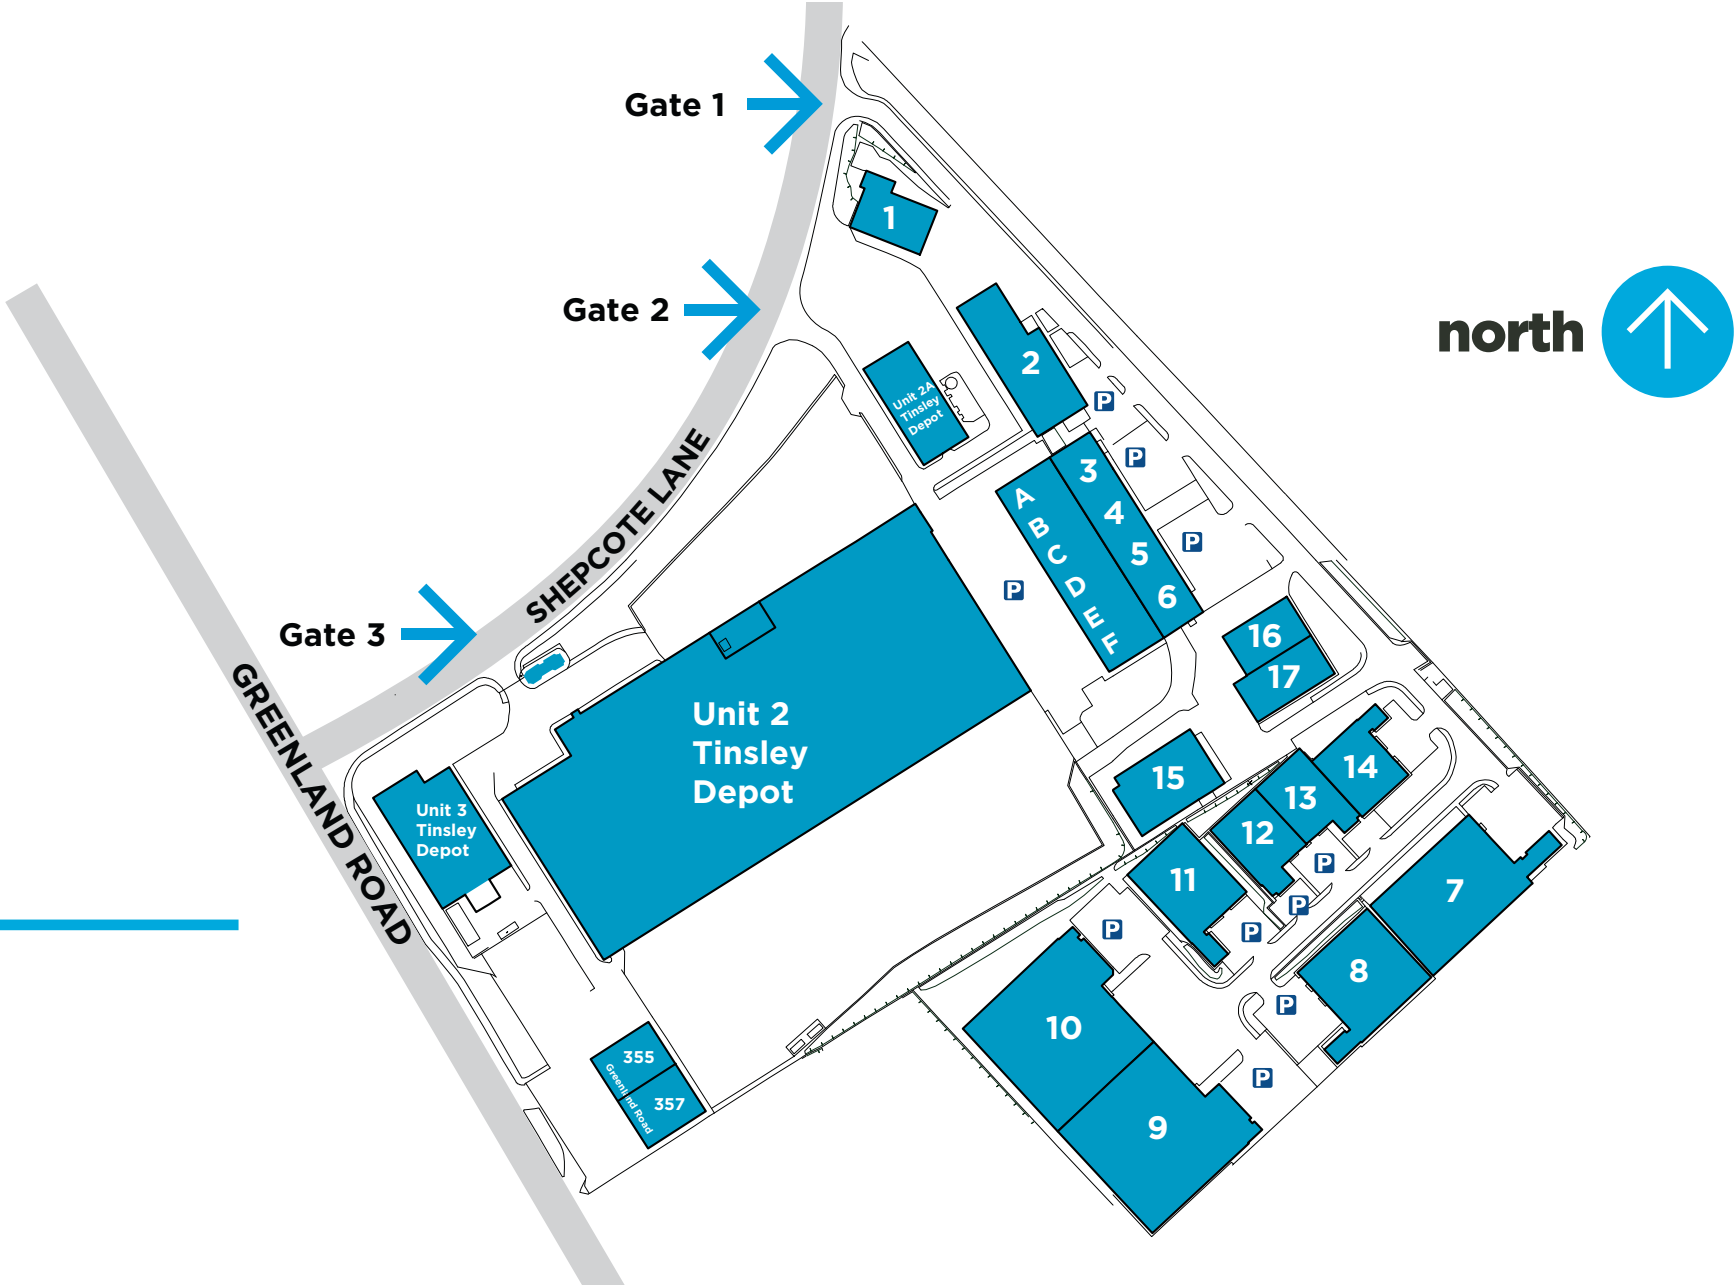 Gate 1
1
Gate 2
north
2
Unit 2A
Tinsley
Depot
P
SHEPCOTE LANE
P
3
A
4
B
P
5
C
P
D
6
E
F
Gate 3
16
17
GREENLAND ROAD
Unit 2
Tinsley
Depot
15
14
13
12
Unit 3
Tinsley
Depot
P
11
7
P
P
P
8
P
10
355
Greenland Road
357
P
9